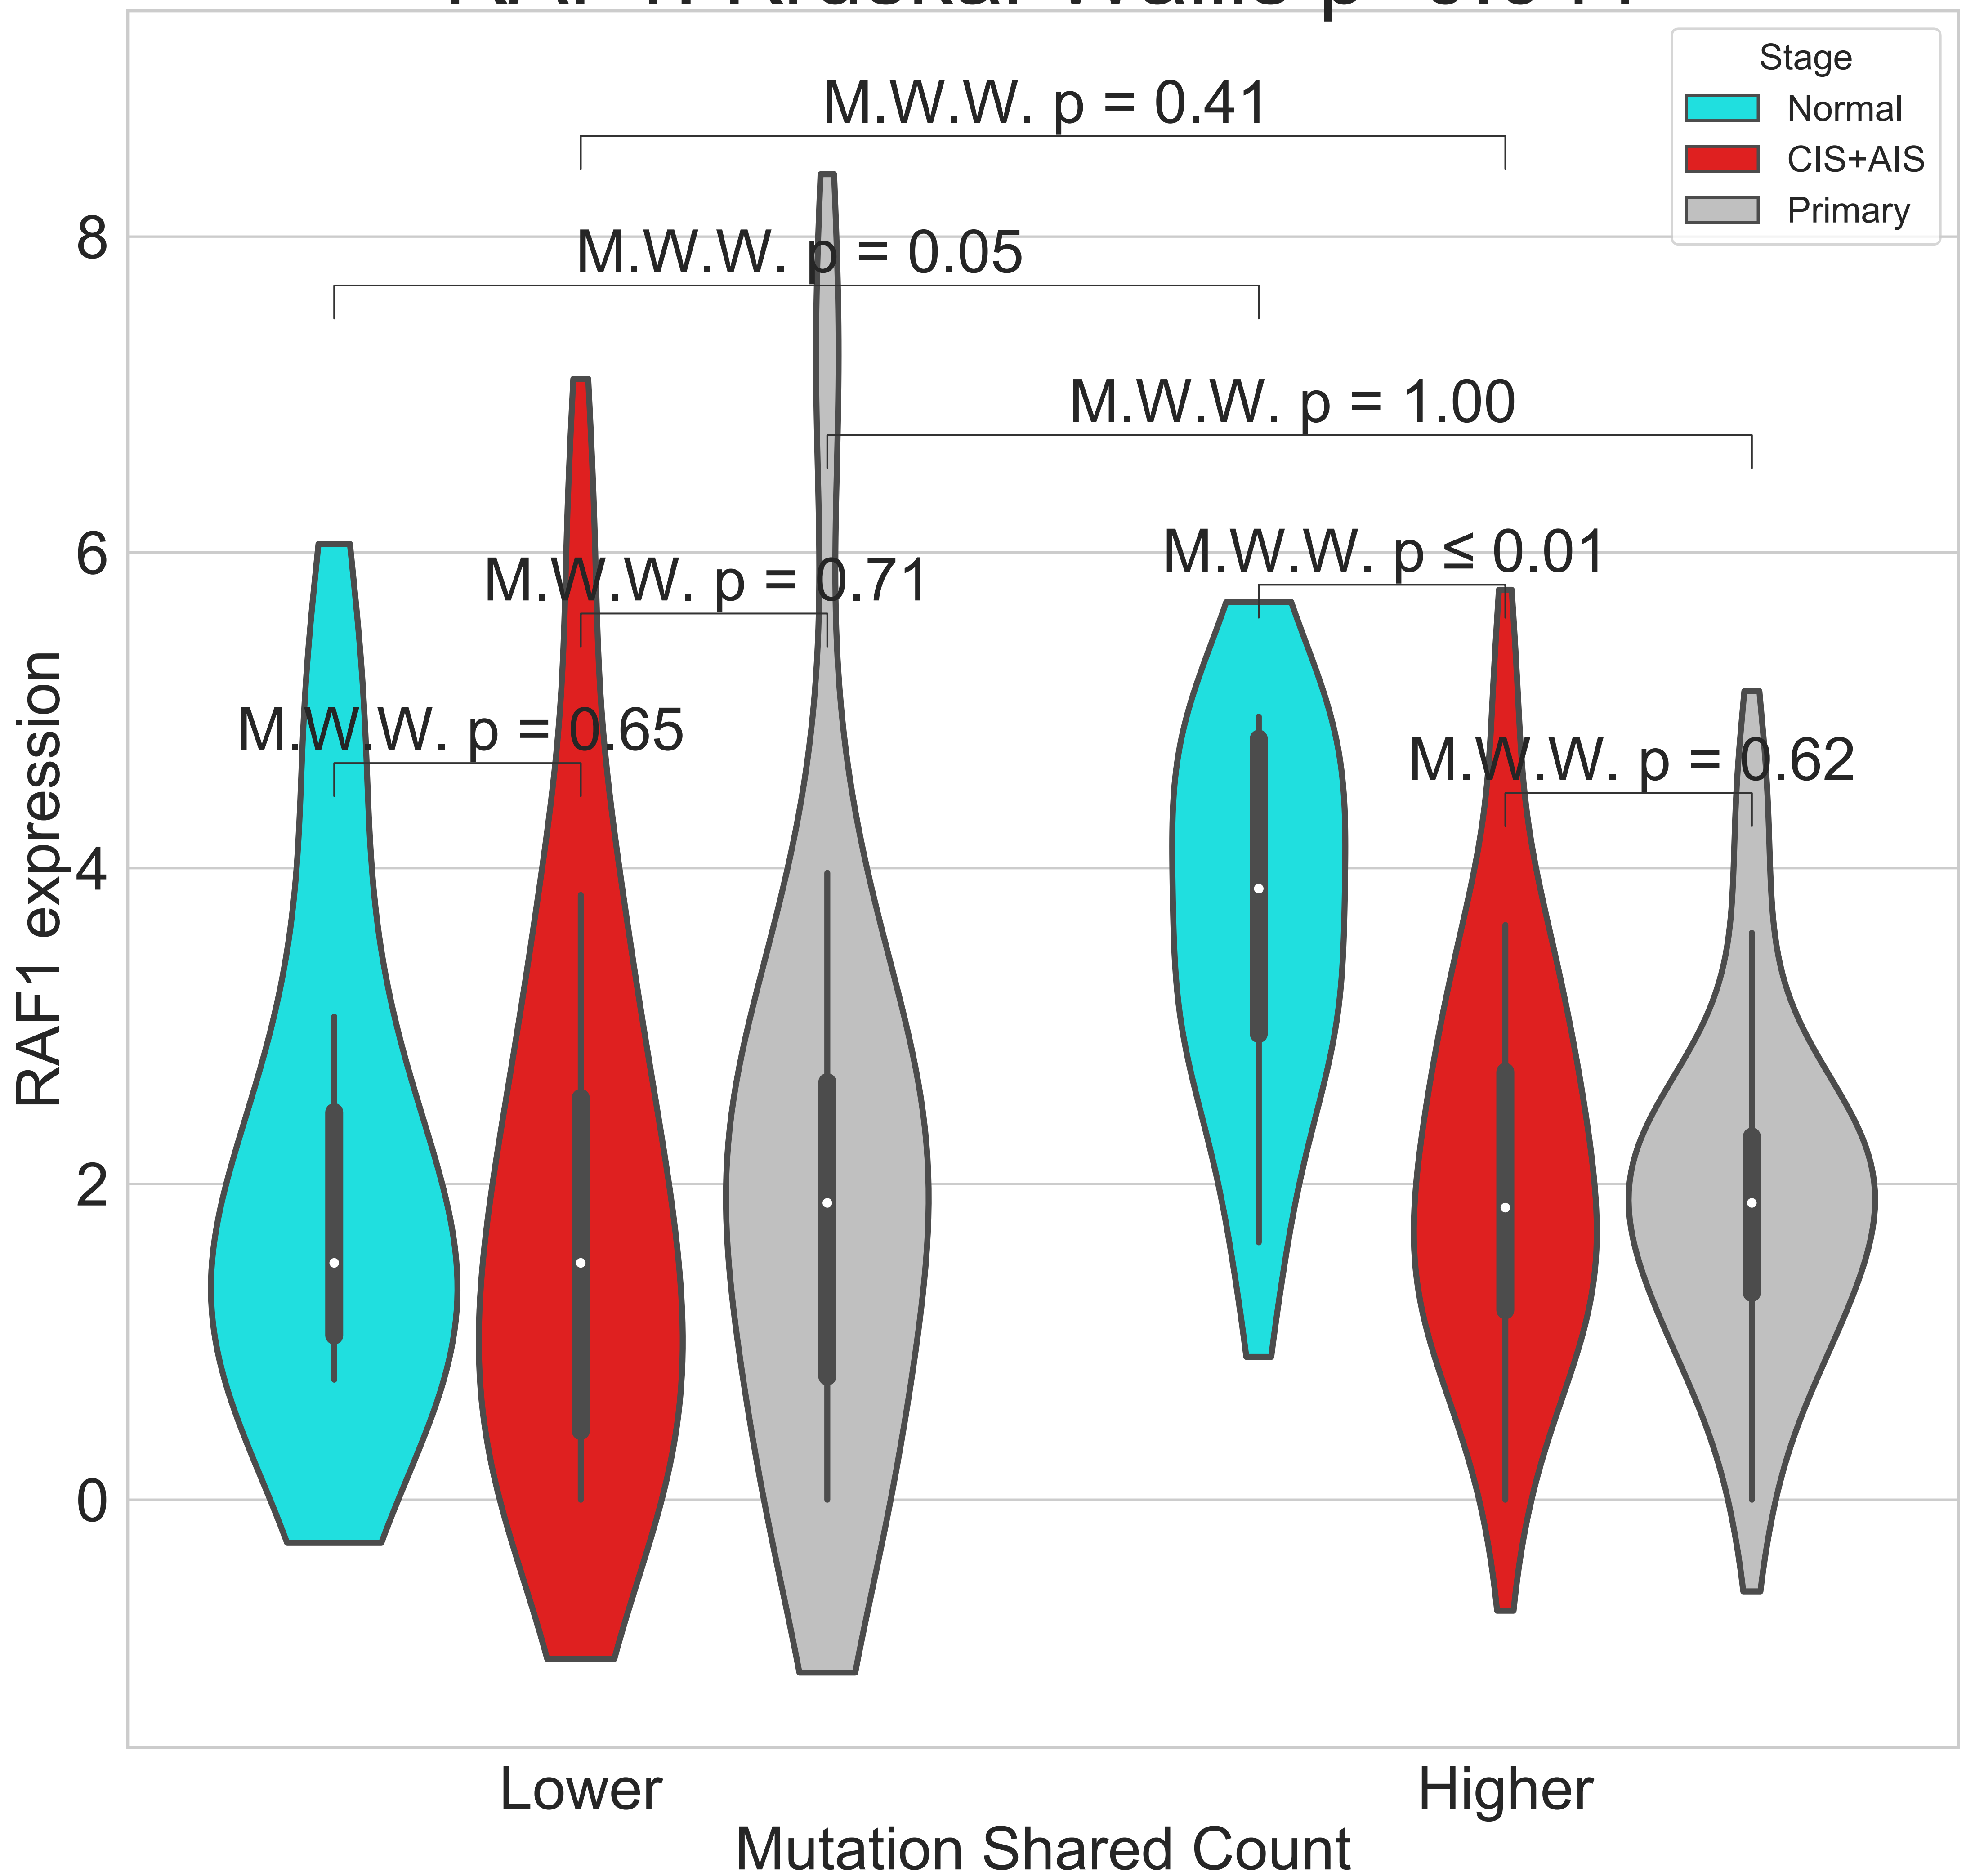 Stage
Normal
CIS+AIS
Primary
M.W.W. p = 0.41
M.W.W. p = 0.05
M.W.W. p = 1.00
M.W.W. p ≤ 0.01
M.W.W. p = 0.71
M.W.W. p = 0.65
M.W.W. p = 0.62
RAF1 expression
8
6
4
2
0
Lower
Higher
Mutation Shared Count